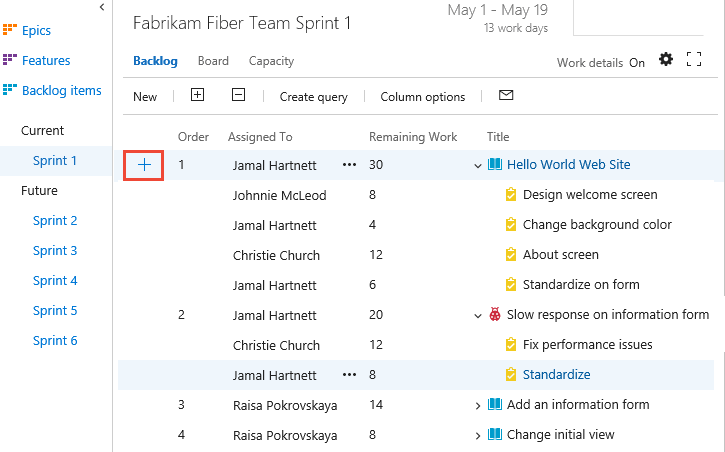 Fabrikam Fiber Team Sprint 1
May 1 - May 19
13 work days
Epics
Features
Backlog items
Current
Sprint 1
Future
Sprint 2
Sprint 3
Sprint 4
Sprint 5
Sprint 6
Backlog Board Capacity Work details On
New Create query Column options
Order Assigned To Remaining Work Title
1 Jamal Hartnett ••• 30 Hello World Web Site
Johnnie McLeod 8 Design welcome screen
Jamal Hartnett 4 Change background color
Christie Church 12 About screen
Jamal Hartnett 6 Standardize on form
2 Jamal Hartnett 20 Slow response on information form
Christie Church 12 Fix performance issues
Jamal Hartnett ••• 8 Standardize
3 Raisa Pokrovskaya 14 Add an information form
4 Raisa Pokrovskaya 8 Change initial view